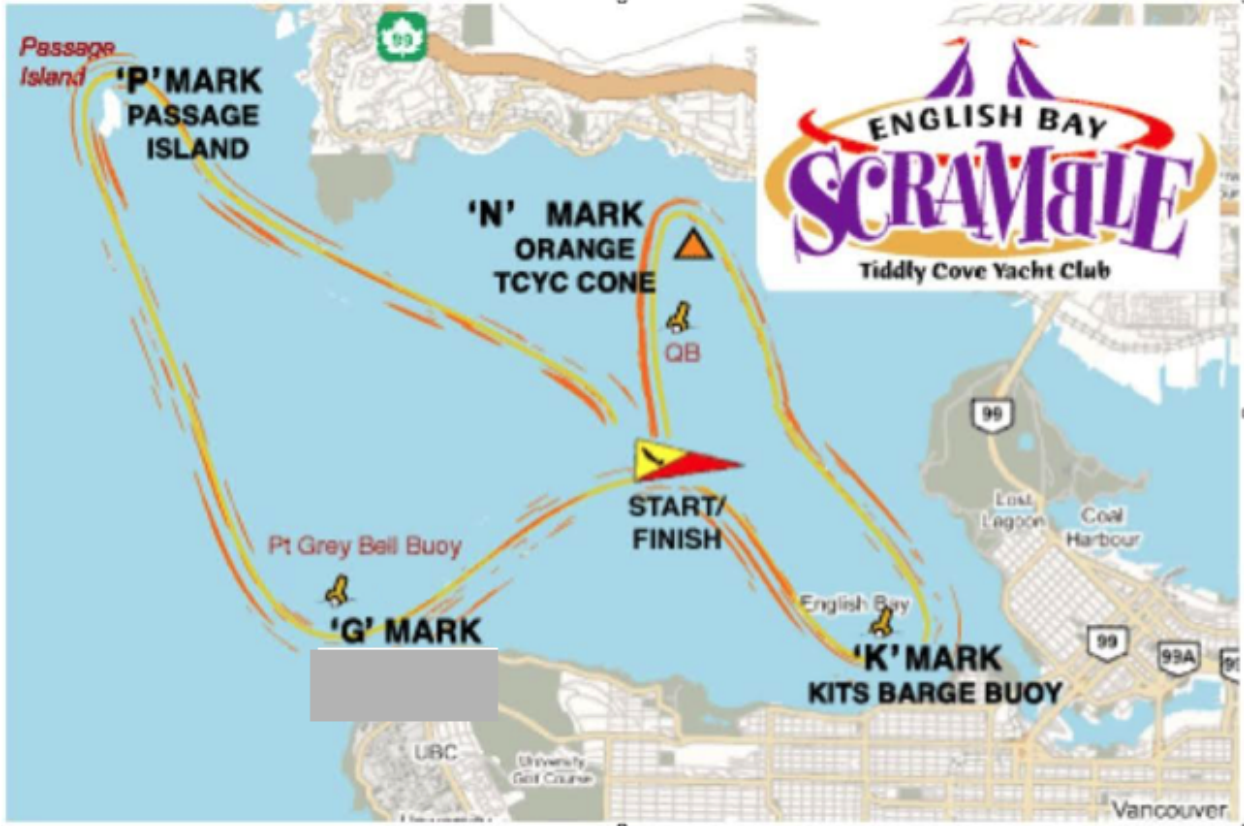 Passage
Island
'P' MARK
PASSAGE
ISLAND
99
ENGLISH BAY
SCRAMBLE
Tiddly Cove Yacht Club
'N' MARK
ORANGE
TCYC CONE
QB
99
START/
FINISH
Lost
Lagoon
Coal
Harbour
Pt Grey Bell Buoy
'G' MARK
English Bay
'K' MARK
KITS BARGE BUOY
99
99A
UBC
University
Golf Course
Vancouver